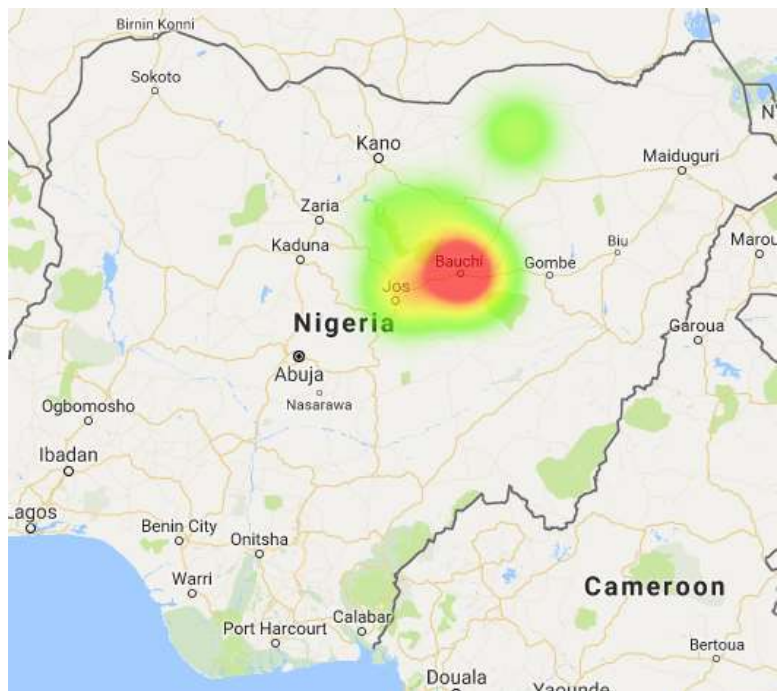 Birnin Konni
Sokoto
N'
Kano
Maiduguri
Zaria
Biu
Marou
Kaduna
Bauchi
Gombe
Jos
Nigeria
Garoua
Abuja
Nasarawa
Ogbomosho
Ibadan
Lagos
Benin City
Onitsha
Warri
Cameroon
Calabar
Port Harcourt
Bertoua
Douala
Yaounde